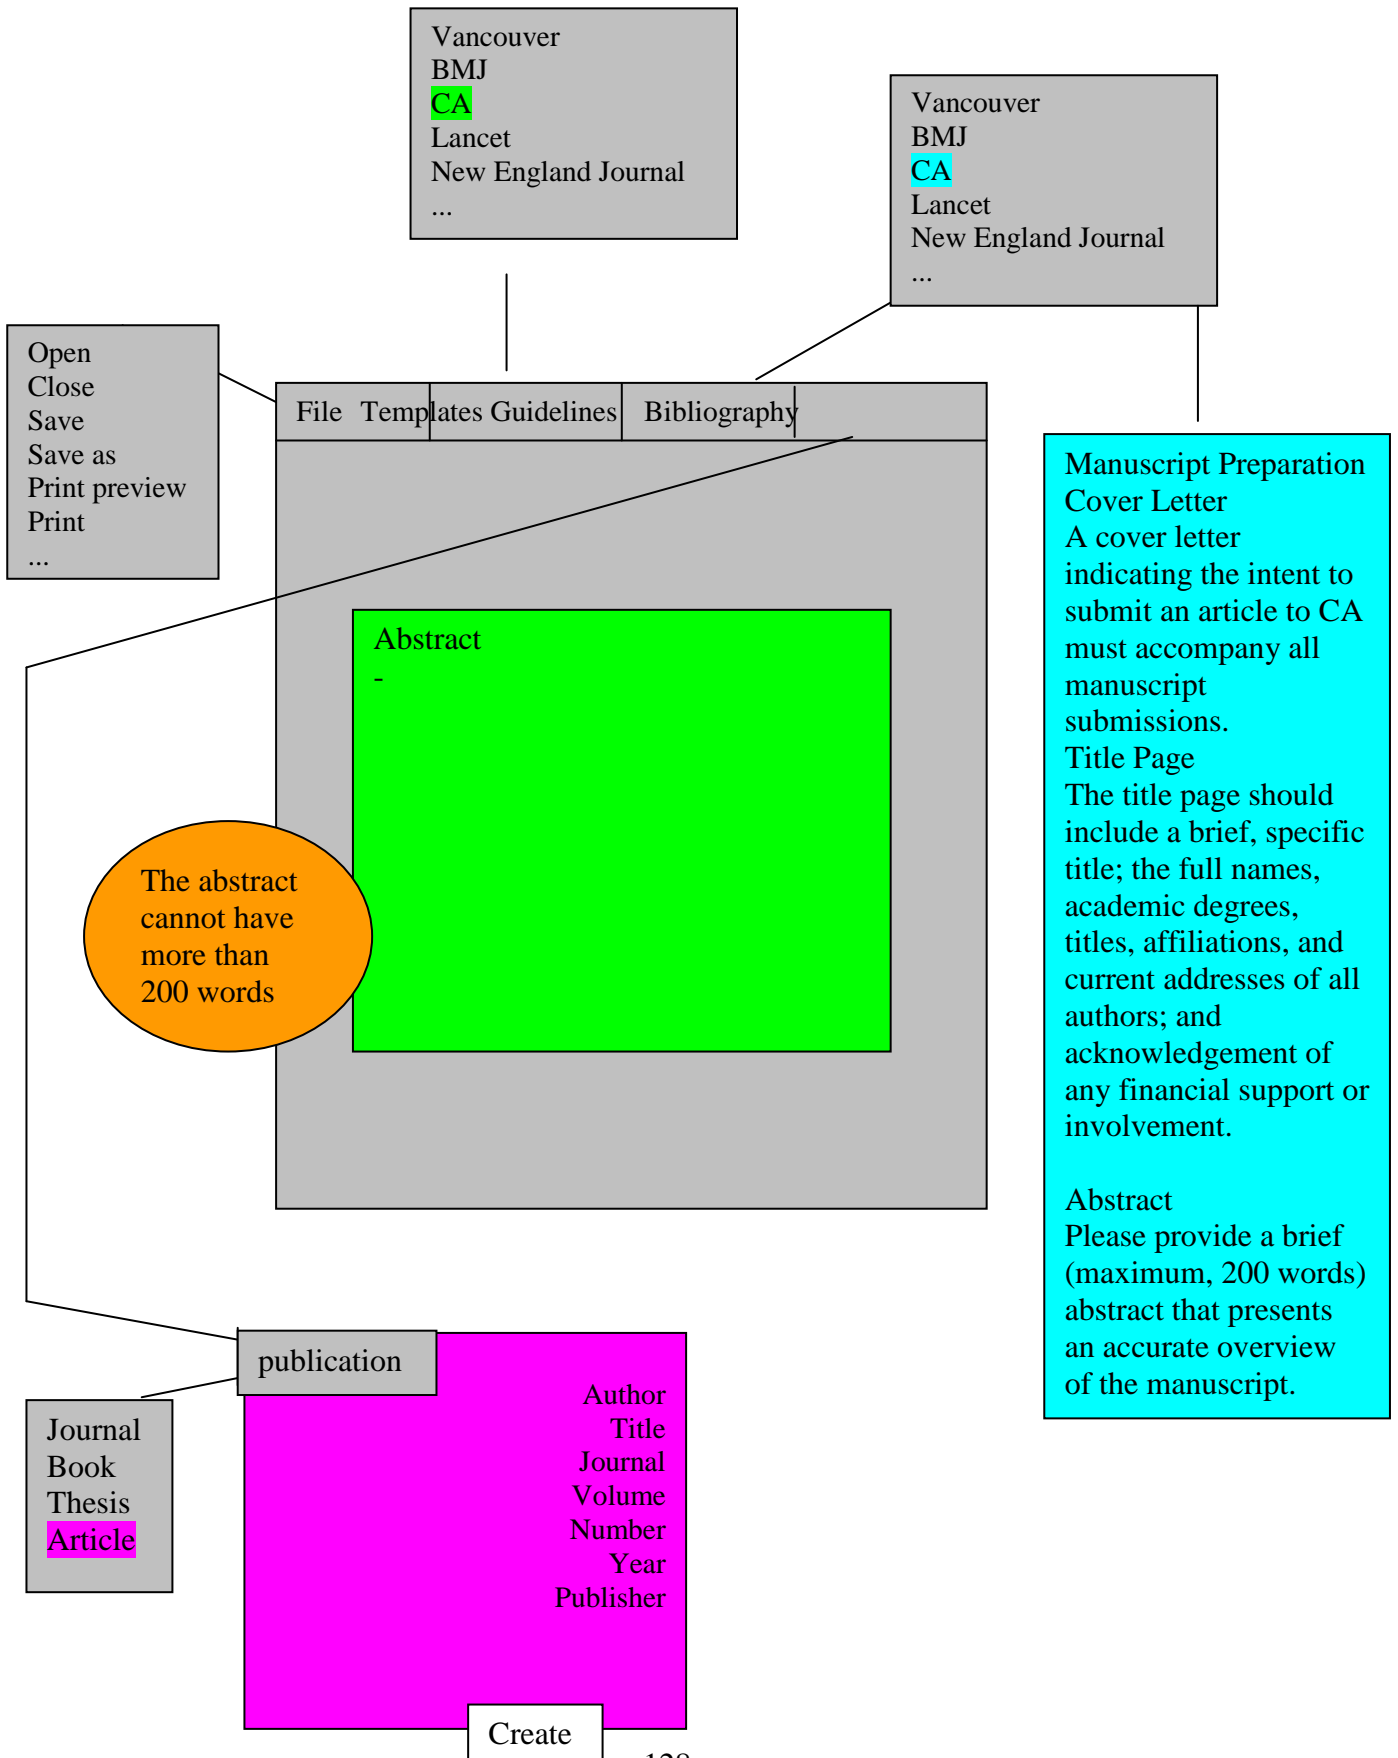 Vancouver
BMJ
CA
Lancet
New England Journal
...
Vancouver
BMJ
CA
Lancet
New England Journal
...
Open
Close
Save
Save as
Print preview
Print
...
File Templates Guidelines Bibliography
Abstract
-
The abstract
cannot have
more than
200 words
Manuscript Preparation
Cover Letter
A cover letter
indicating the intent to
submit an article to CA
must accompany all
manuscript
submissions.
Title Page
The title page should
include a brief, specific
title; the full names,
academic degrees,
titles, affiliations, and
current addresses of all
authors; and
acknowledgement of
any financial support or
involvement.
Abstract
Please provide a brief
(maximum, 200 words)
abstract that presents
an accurate overview
of the manuscript.
publication
Journal
Book
Thesis
Article
Author
Title
Journal
Volume
Number
Year
Publisher
Create